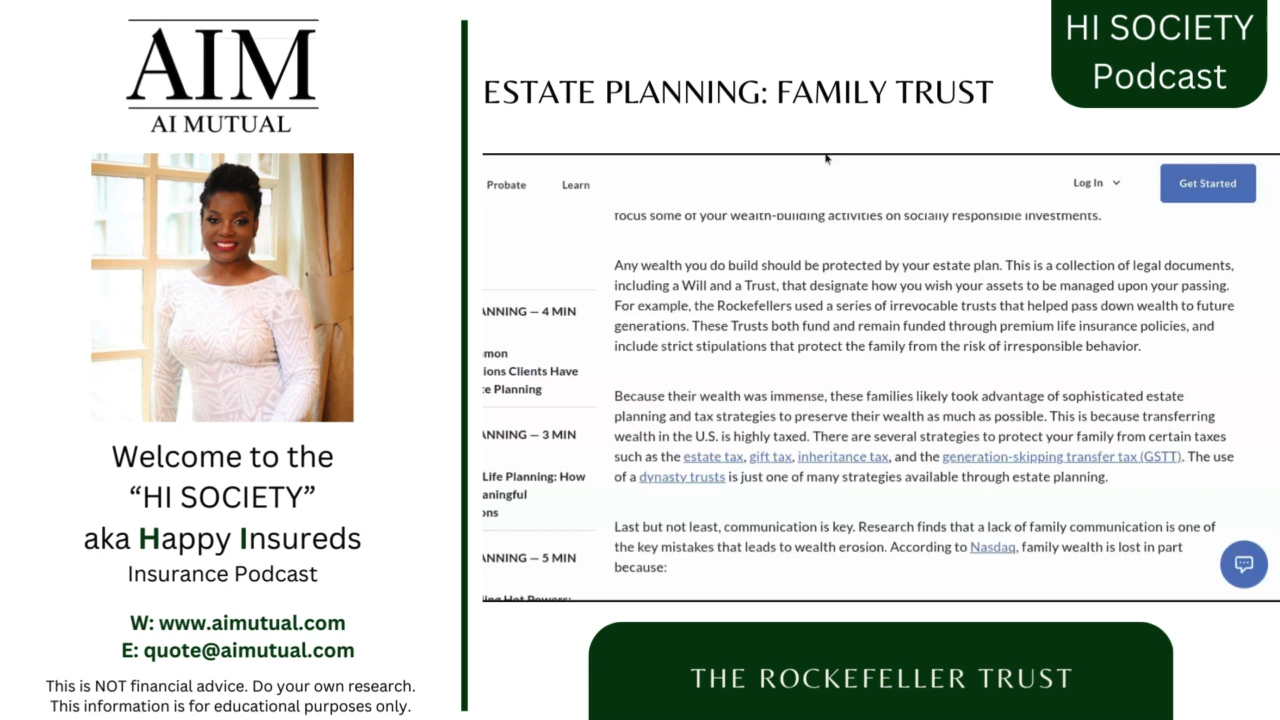 AIM
AI MUTUAL
Welcome to the
“HI SOCIETY”
aka Happy Insureds
Insurance Podcast
W: www.aimutual.com
E: quote@aimutual.com
This is NOT financial advice. Do your own research.
This information is for educational purposes only.
HI SOCIETY
Podcast
ESTATE PLANNING: FAMILY TRUST
Probate
Learn
Log In
Get Started
focus some of your wealth-building activities on socially responsible investments.
Any wealth you do build should be protected by your estate plan. This is a collection of legal documents,
including a Will and a Trust, that designate how you wish your assets to be managed upon your passing.
For example, the Rockefellers used a series of irrevocable trusts that helped pass down wealth to future
generations. These Trusts both fund and remain funded through premium life insurance policies, and
include strict stipulations that protect the family from the risk of irresponsible behavior.
Because their wealth was immense, these families likely took advantage of sophisticated estate
planning and tax strategies to preserve their wealth as much as possible. This is because transferring
wealth in the U.S. is highly taxed. There are several strategies to protect your family from certain taxes
such as the estate tax, gift tax, inheritance tax, and the generation-skipping transfer tax (GSTT). The use
of a dynasty trusts is just one of many strategies available through estate planning.
Last but not least, communication is key. Research finds that a lack of family communication is one of
the key mistakes that leads to wealth erosion. According to Nasdaq, family wealth is lost in part
because:
ANNING — 4 MIN
mon
ions Clients Have
e Planning
ANNING — 3 MIN
Life Planning: How
aningful
ons
ANNING — 5 MIN
THE ROCKEFELLER TRUST